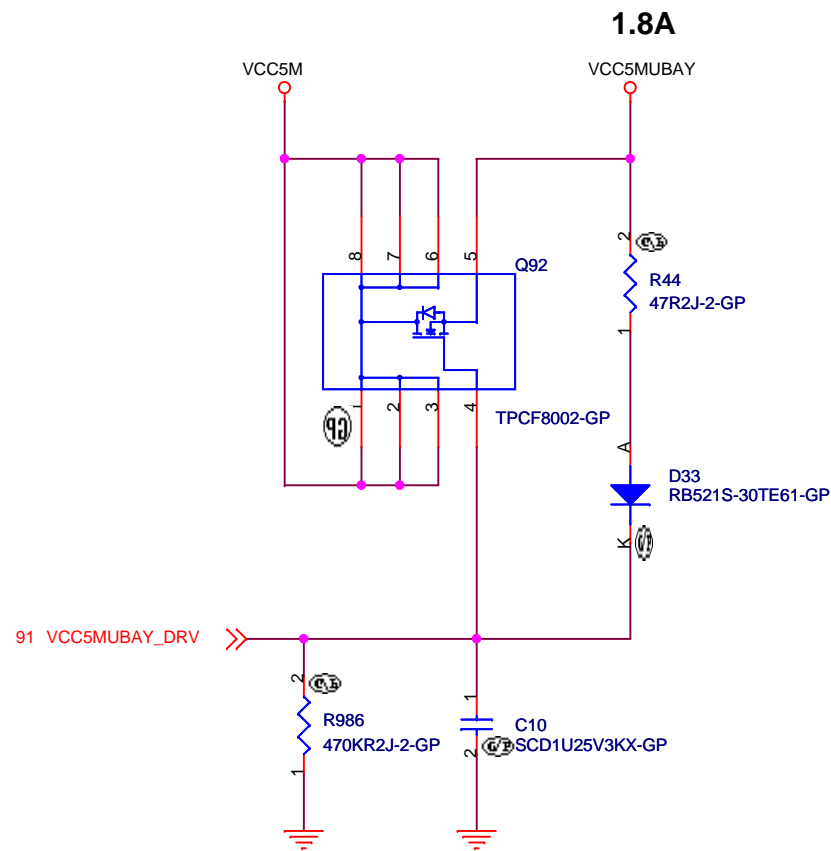 1.8A
VCC5M
VCC5MUBAY
8
7
6
5
Q92
2
R44
47R2J-2-GP
1
1
2
3
4
TPCF8002-GP
GP
A
D33
RB521S-30TE61-GP
K
91 VCC5MUBAY_DRV
2
R986
470KR2J-2-GP
1
1
C10
SCD1U25V3KX-GP
2
G/P